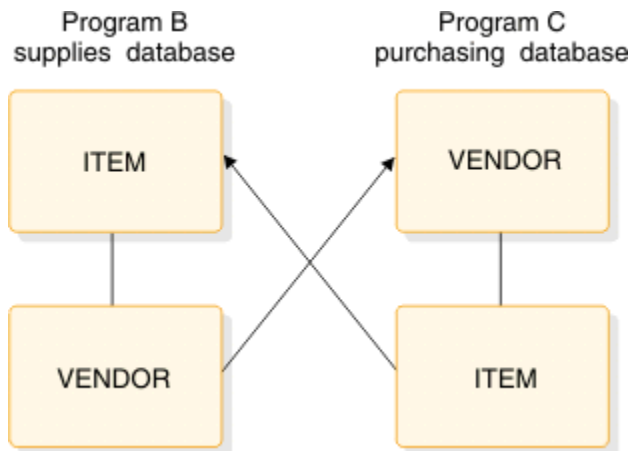 Program B
supplies database
Program C
purchasing database
ITEM
VENDOR
VENDOR
ITEM